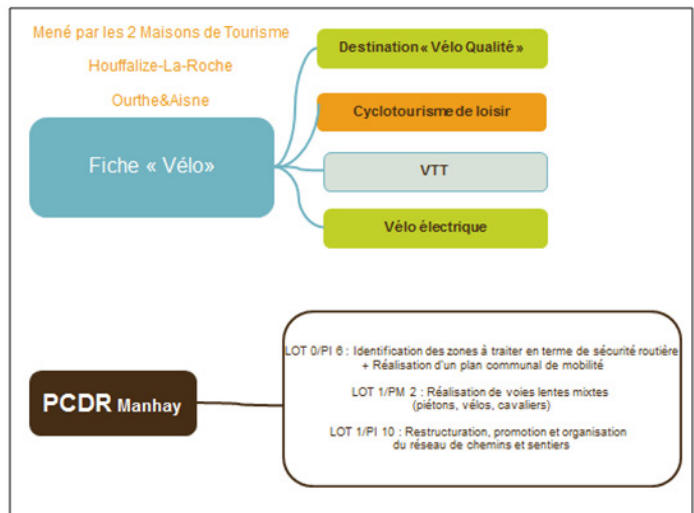 Mené par les 2 Maisons de Tourisme
Houffalize-La-Roche
Ourthe&Aisne
Fiche « Vélo»
Destination « Vélo Qualité »
Cyclotourisme de loisir
VTT
Vélo électrique
PCDR Manhay
LOT 0/PI 6 : Identification des zones à traiter en terme de sécurité routière
+ Réalisation d'un plan communal de mobilité
LOT 1/PM 2 : Réalisation de voies lentes mixtes
(piétons, vélos, cavaliers)
LOT 1/PI 10 : Restructuration, promotion et organisation
du réseau de chemins et sentiers